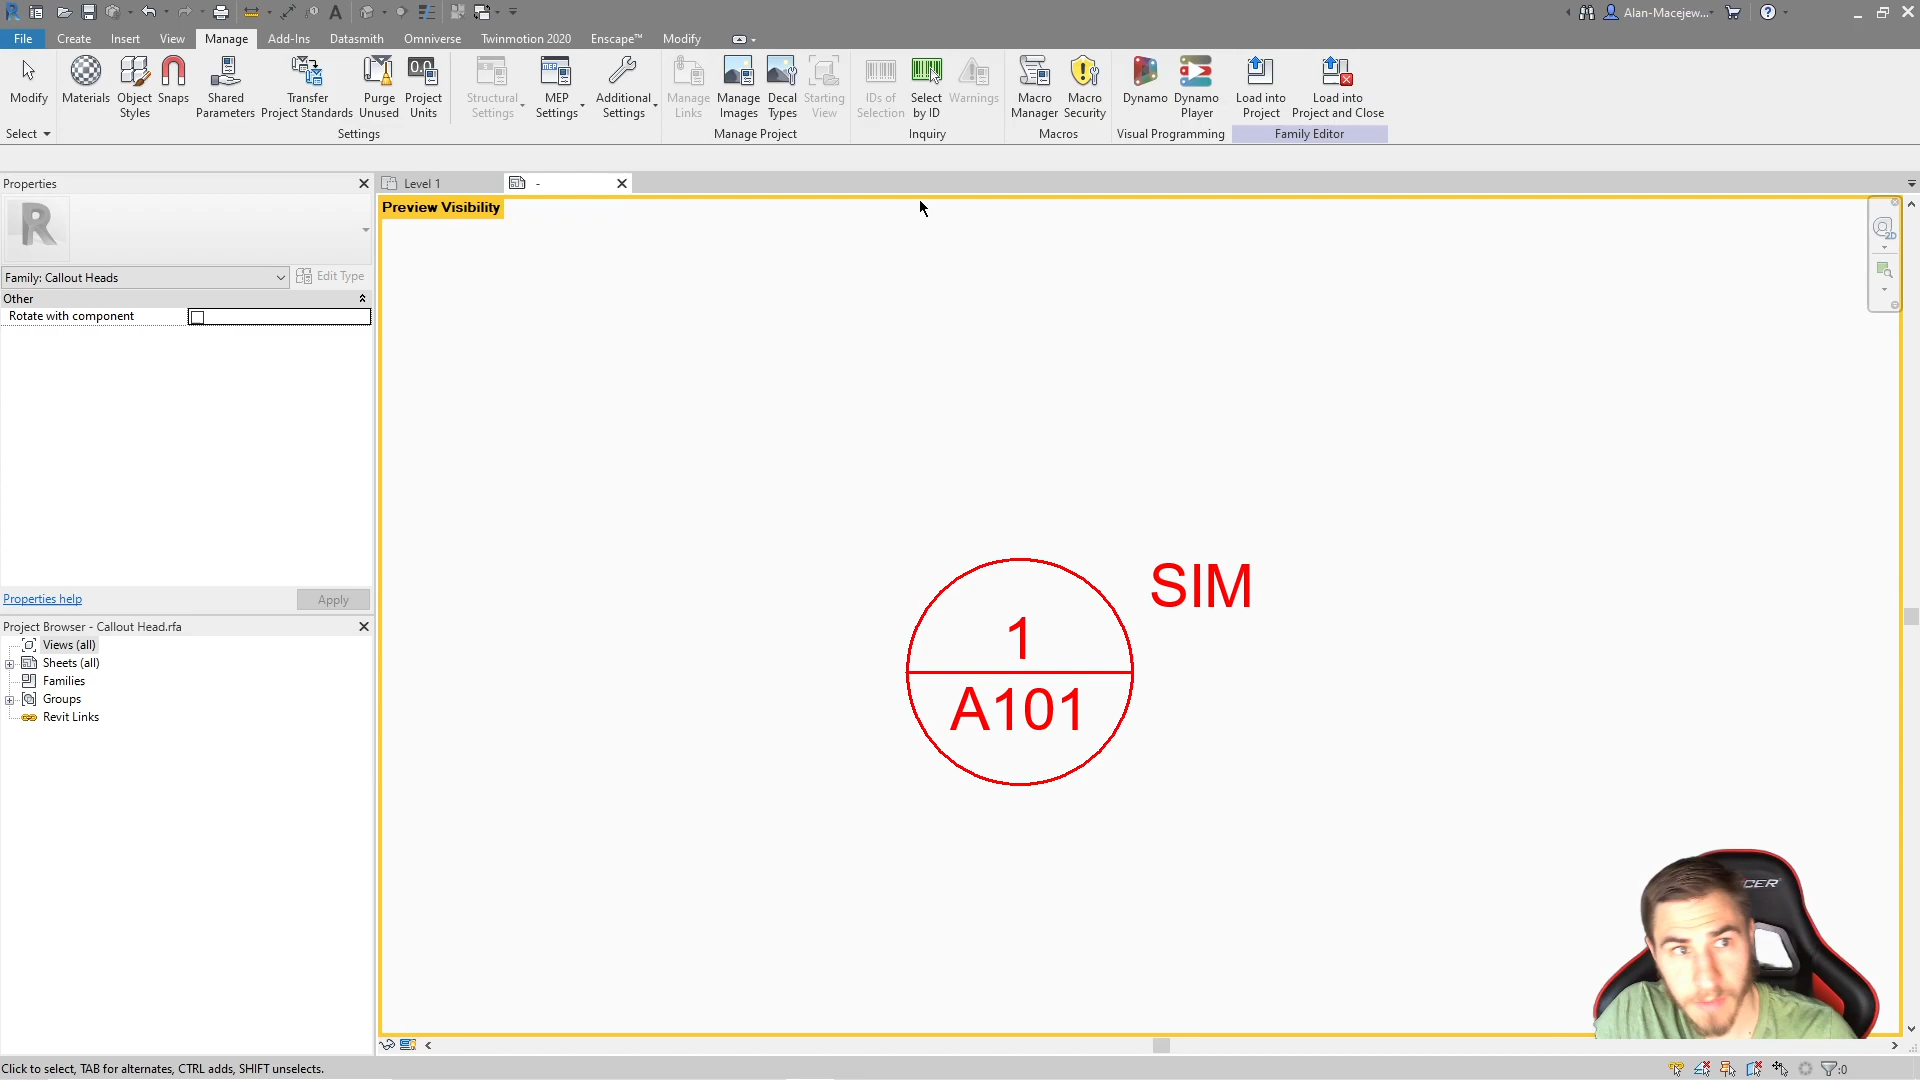 Alan-Macejew...
File Create Insert View Manage Add-Ins Datasmith Omniverse Twinmotion 2020 Enscape™ Modify
Modify
Materials
Object Styles
Snaps
Shared Parameters
Transfer Project Standards
Purge Unused
Project Units
Structural Settings
MEP Settings
Additional Settings
Manage Links
Manage Images
Decal Types
Starting View
IDs of Selection
Select by ID
Warnings
Macro Manager
Macro Security
Dynamo
Dynamo Player
Load into Project
Load into Project and Close
Select Settings Manage Project Inquiry Macros Visual Programming Family Editor
Properties
Level 1
-
Preview Visibility
R
Family: Callout Heads
Edit Type
Other
Rotate with component
2D
SIM
1
A101
Properties help
Apply
Project Browser - Callout Head.rfa
Views (all)
Sheets (all)
Families
Groups
Revit Links
Click to select, TAB for alternates, CTRL adds, SHIFT unselects.
:0